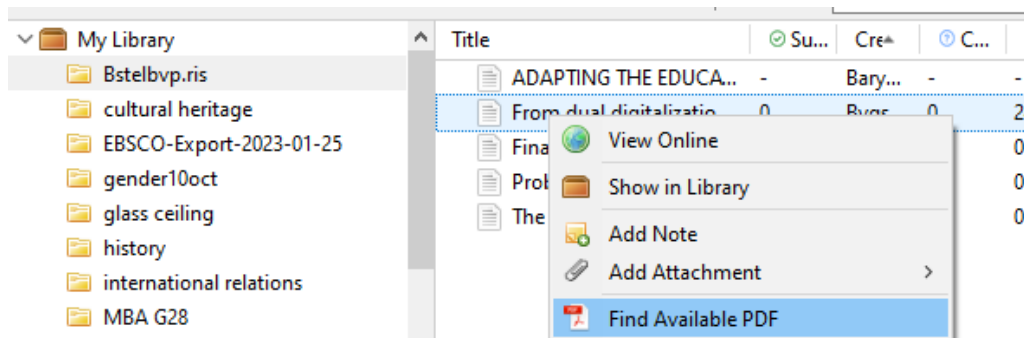 My Library
Bstelbvp.ris
cultural heritage
EBSCO-Export-2023-01-25
gender10oct
glass ceiling
history
international relations
MBA G28
Title Su... Cre C...
ADAPTING THE EDUCA... - Bary... - -
From dual digitalizatio 0 Bygs 0 2
Fina 0
Prob 0
The 0
View Online
Show in Library
Add Note
Add Attachment
Find Available PDF